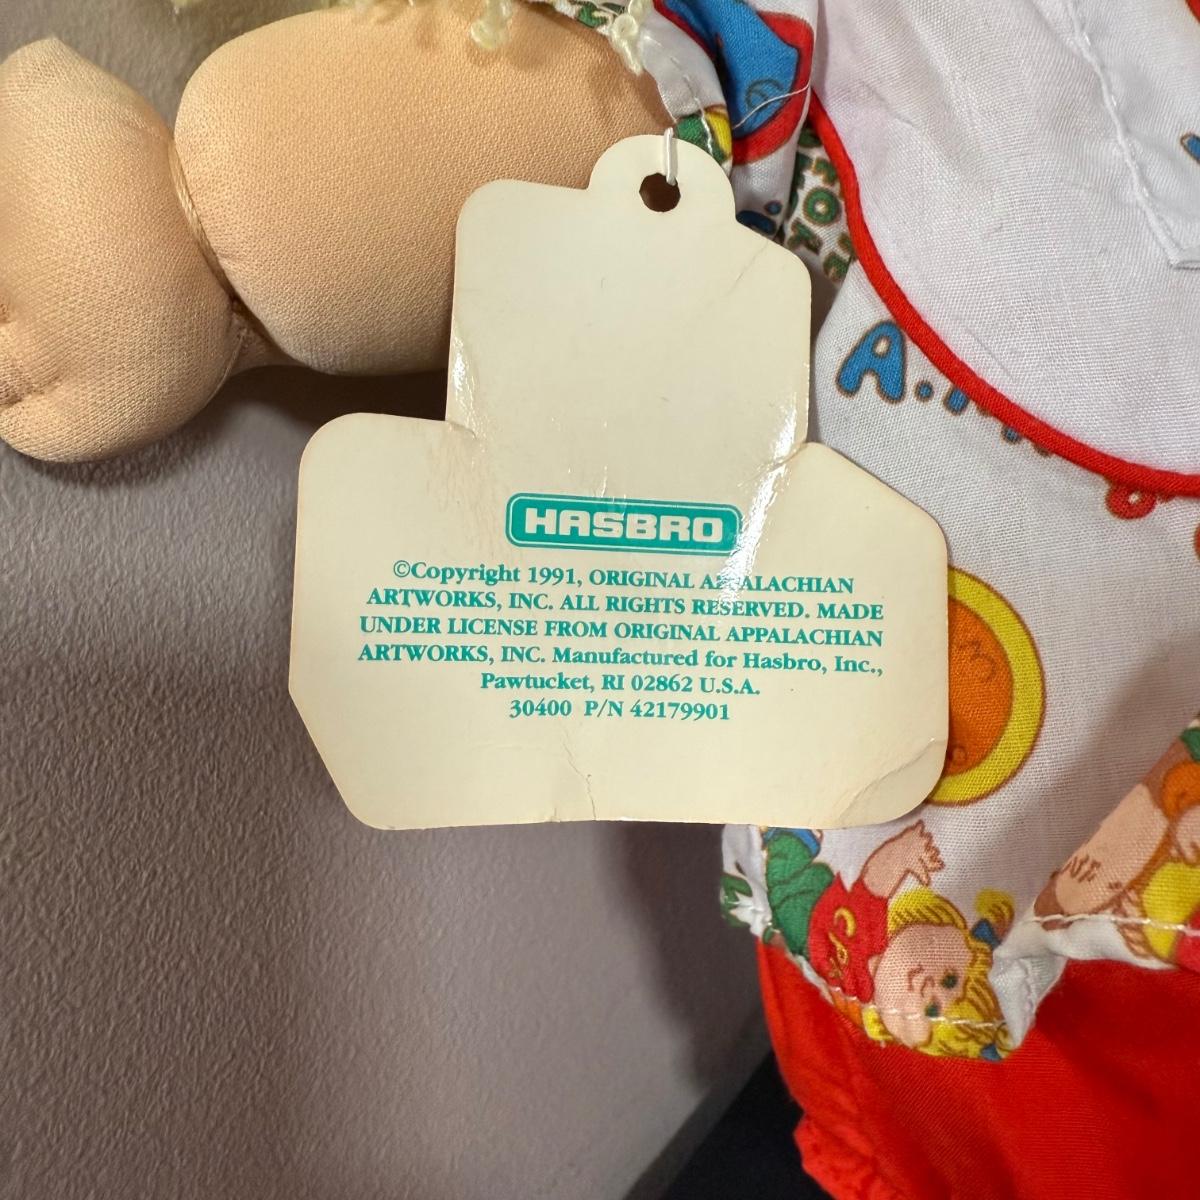 HASBRO
©Copyright 1991, ORIGINAL APPALACHIAN
ARTWORKS, INC. ALL RIGHTS RESERVED. MADE
UNDER LICENSE FROM ORIGINAL APPALACHIAN
ARTWORKS, INC. Manufactured for Hasbro, Inc.,
Pawtucket, RI 02862 U.S.A.
30400 P/N 42179901
A.M
CPK